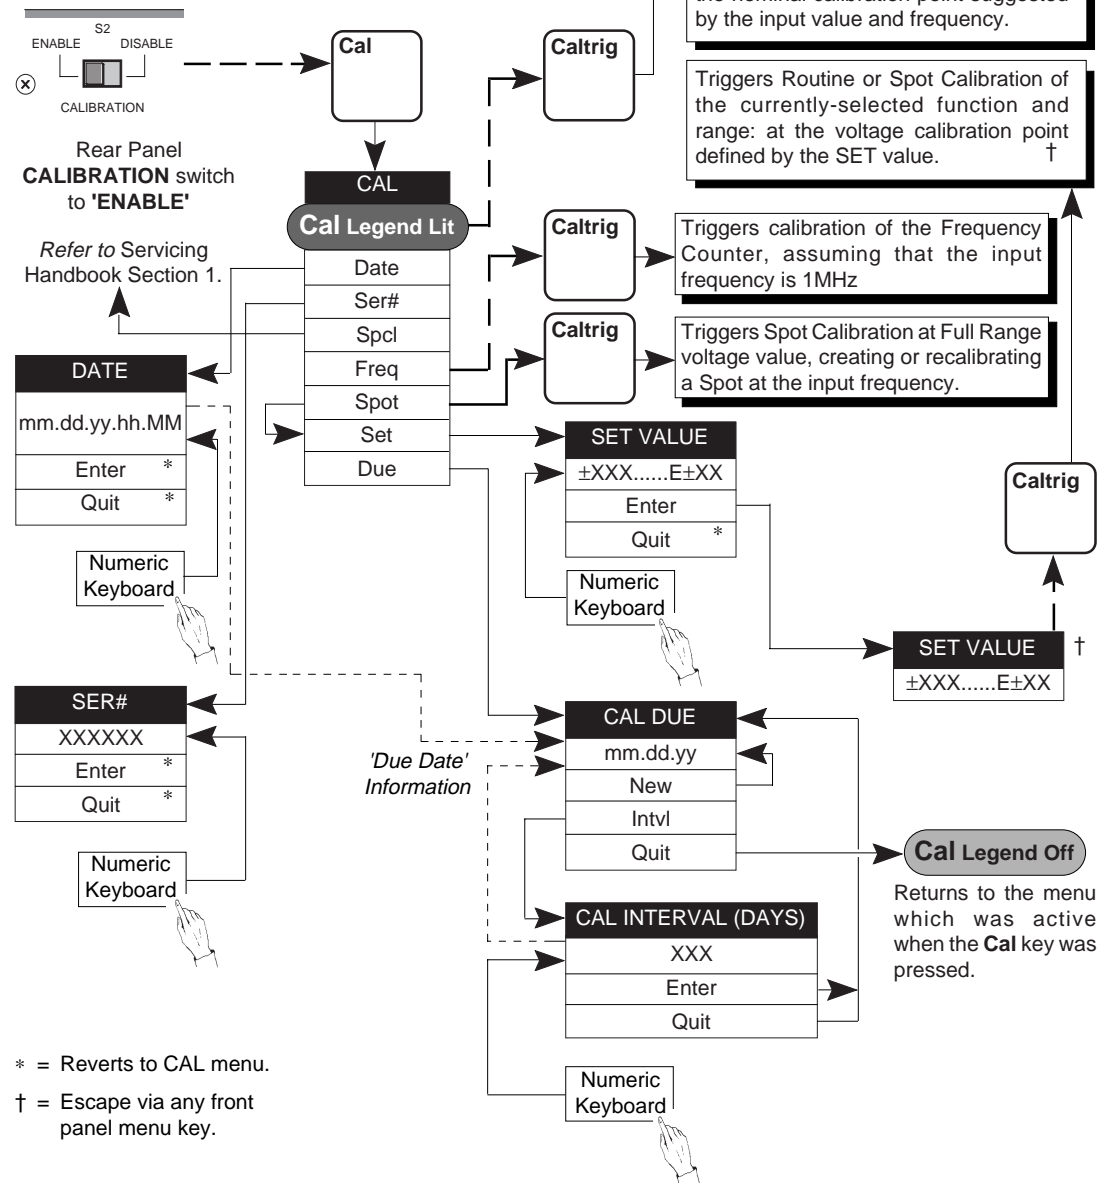 the nominal calibration point suggested
by the input value and frequency.
S2
ENABLE DISABLE
CALIBRATION
Rear Panel
CALIBRATION switch
to 'ENABLE'
Cal
Caltrig
Triggers Routine or Spot Calibration of
the currently-selected function and
range: at the voltage calibration point
defined by the SET value. †
Refer to Servicing
Handbook Section 1.
CAL
Cal Legend Lit
Date
Ser#
Spcl
Freq
Spot
Set
Due
Caltrig
Triggers calibration of the Frequency
Counter, assuming that the input
frequency is 1MHz
Caltrig
Triggers Spot Calibration at Full Range
voltage value, creating or recalibrating
a Spot at the input frequency.
DATE
mm.dd.yy.hh.MM
Enter *
Quit *
Numeric
Keyboard
SET VALUE
±XXX......E±XX
Enter
Quit *
Numeric
Keyboard
Caltrig
SET VALUE †
±XXX......E±XX
SER#
XXXXXX
Enter *
Quit *
Numeric
Keyboard
'Due Date'
Information
CAL DUE
mm.dd.yy
New
Intvl
Quit
Cal Legend Off
Returns to the menu
which was active
when the Cal key was
pressed.
CAL INTERVAL (DAYS)
XXX
Enter
Quit
Numeric
Keyboard
* = Reverts to CAL menu.
† = Escape via any front
panel menu key.